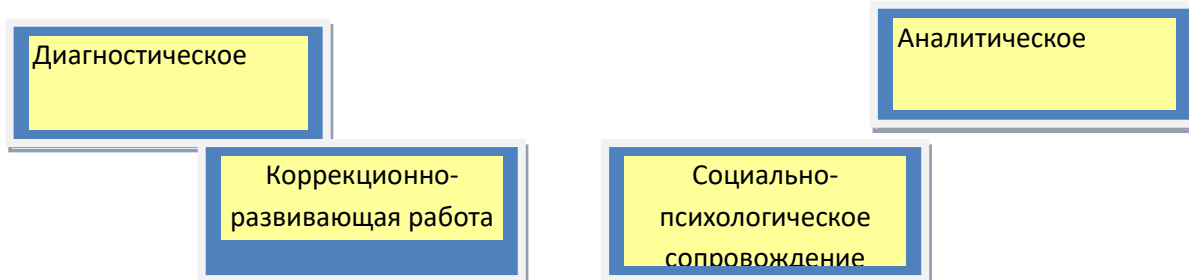 Диагностическое
Аналитическое
Коррекционно-
развивающая работа
Социально-
психологическое
сопровождение